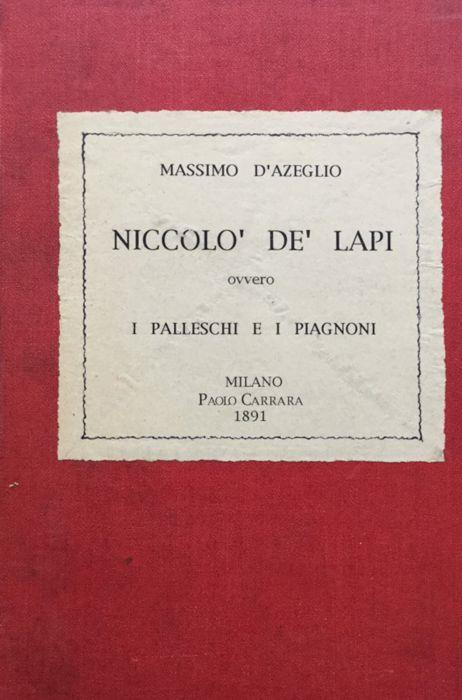 MASSIMO D'AZEGLIO
NICCOLO' DE' LAPI
ovvero
I PALLESCHI E I PIAGNONI
MILANO
PAOLO CARRARA
1891